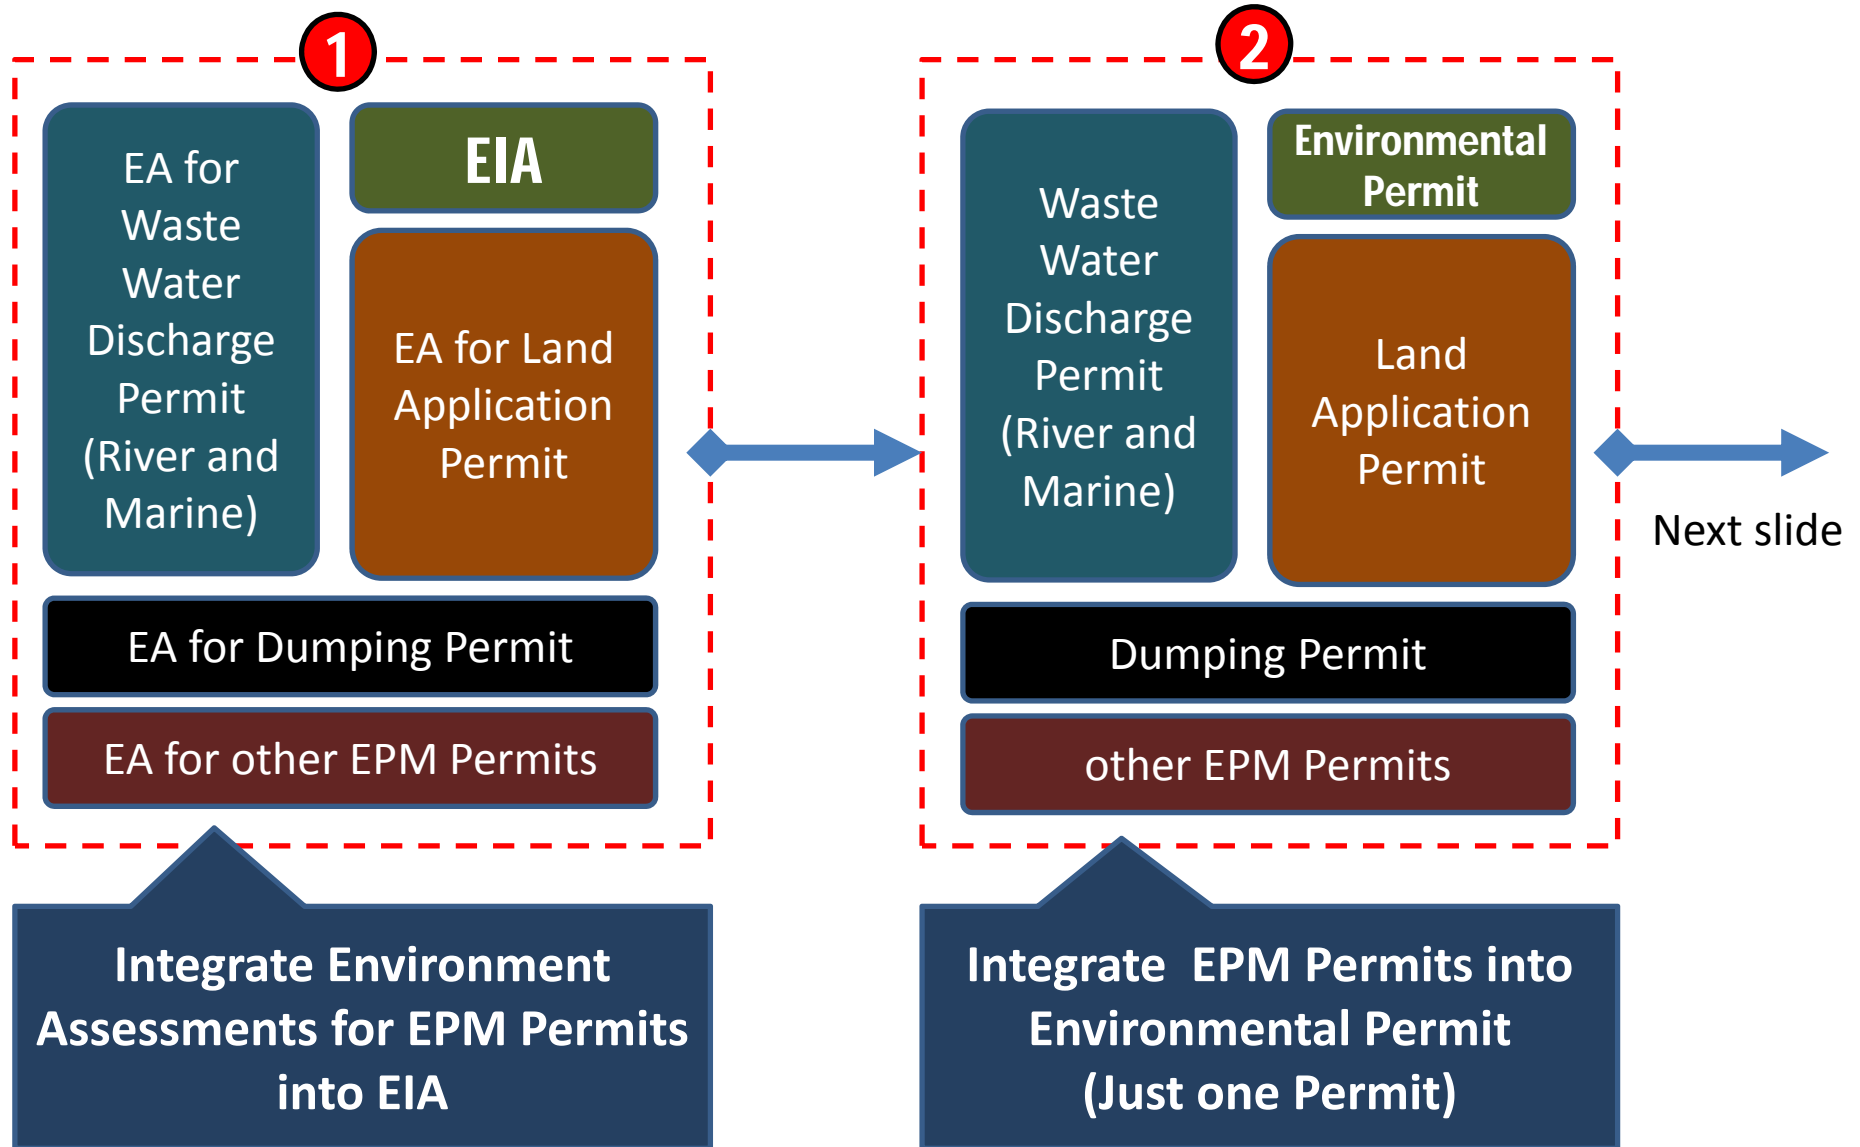 1
EA for
Waste
Water
Discharge
Permit
(River and
Marine)
EIA
EA for Land
Application
Permit
EA for Dumping Permit
EA for other EPM Permits
Integrate Environment
Assessments for EPM Permits
into EIA
2
Waste
Water
Discharge
Permit
(River and
Marine)
Environmental
Permit
Land
Application
Permit
Dumping Permit
other EPM Permits
Integrate  EPM Permits into
Environmental Permit
(Just one Permit)
Next slide